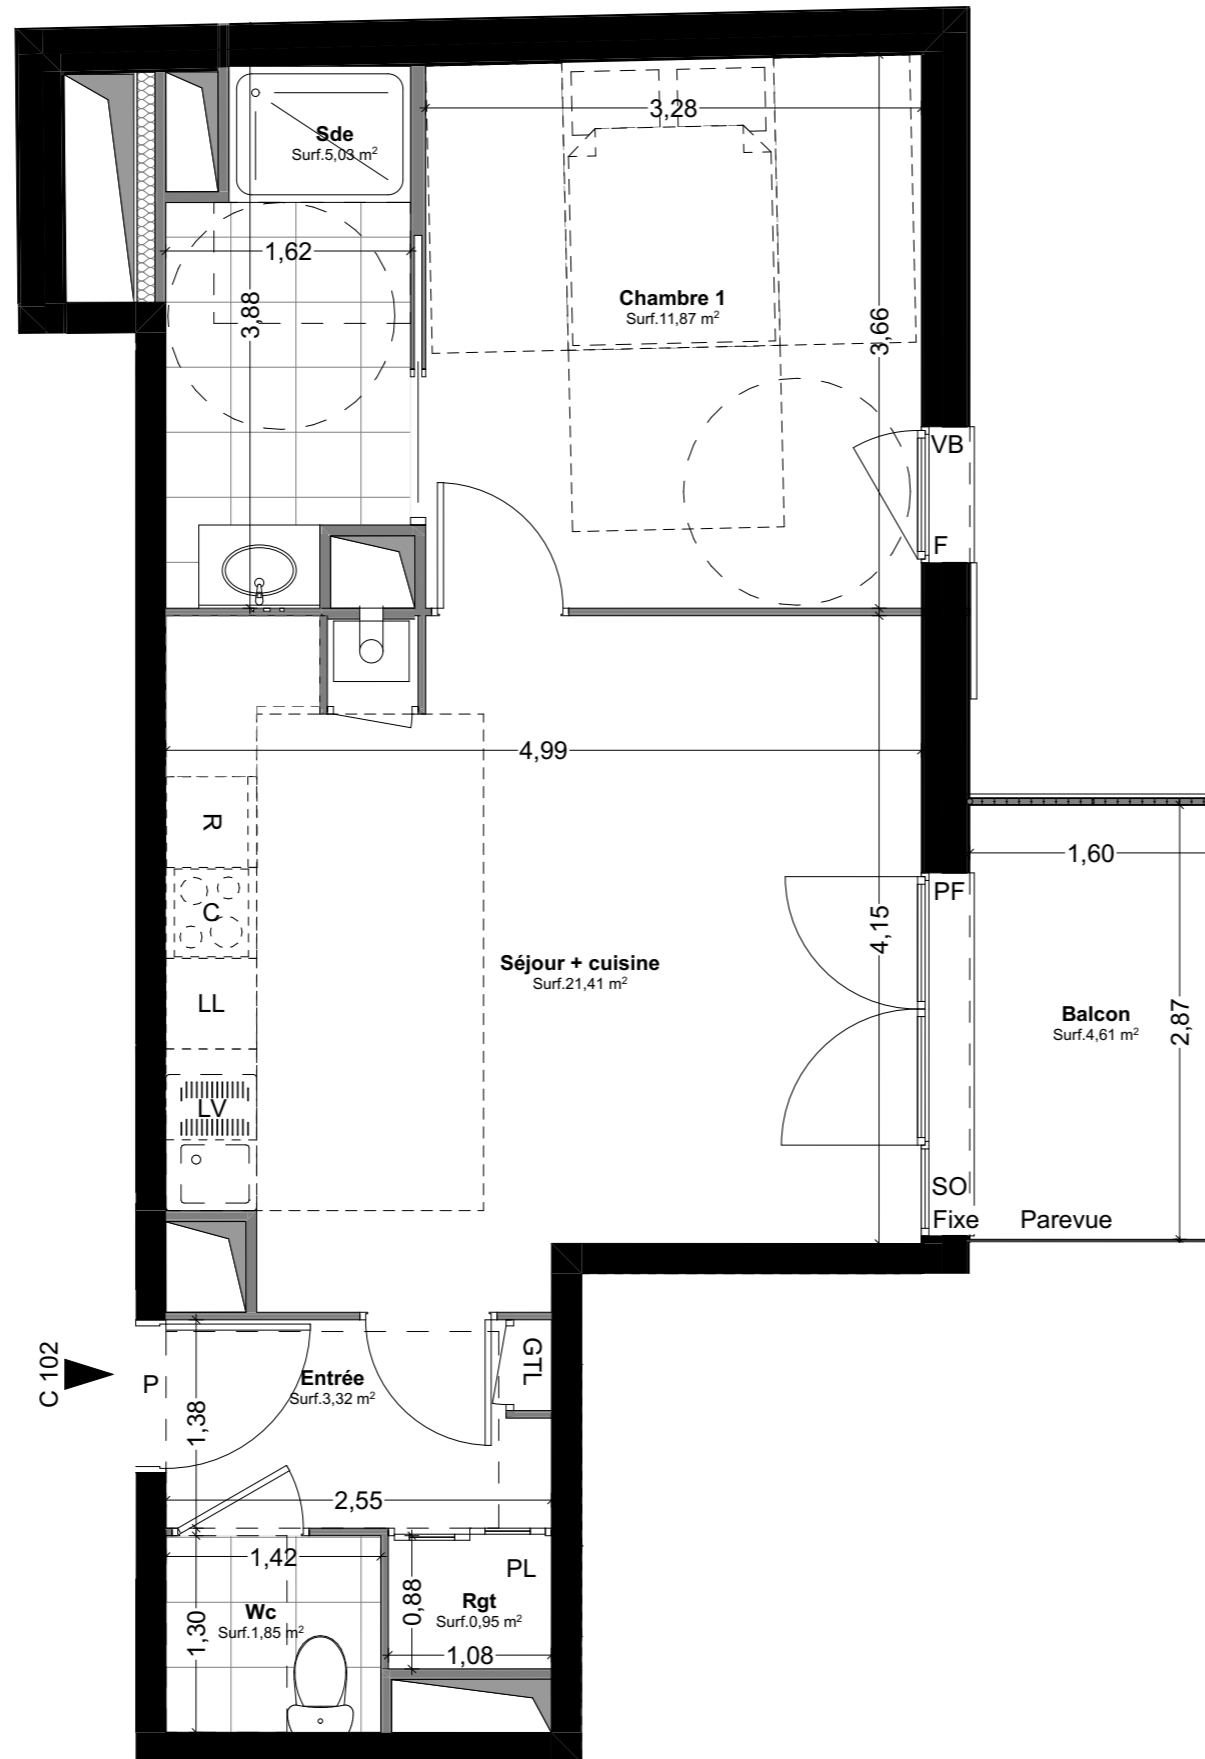 3,28
Sde
Surf.5,03 m²
1,62
Chambre 1
Surf.11,87 m²
3,88
3,66
VB
F
4,99
R
1,60
C
PF
4,15
Séjour + cuisine
Surf.21,41 m²
LL
Balcon
Surf.4,61 m²
2,87
LV
SO
Fixe
Parevue
C 102
P
Entrée
Surf.3,32 m²
GTL
1,38
2,55
1,42
PL
0,88
Rgt
Surf.0,95 m²
Wc
Surf.1,85 m²
1,30
1,08